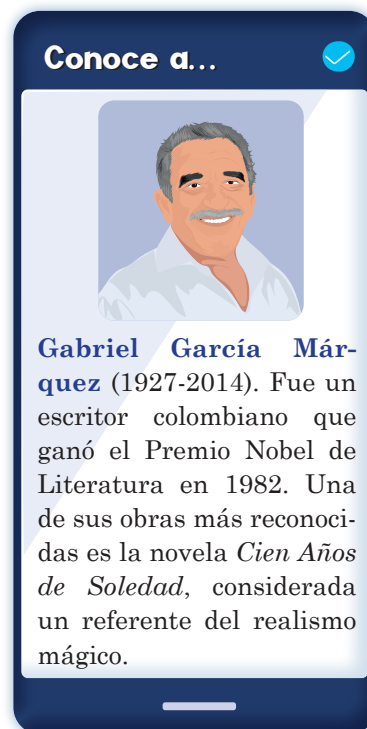 Conoce a...
Gabriel García Már-
quez (1927-2014). Fue un
escritor colombiano que
ganó el Premio Nobel de
Literatura en 1982. Una
de sus obras más reconoci-
das es la novela Cien Años
de Soledad, considerada
un referente del realismo
mágico.